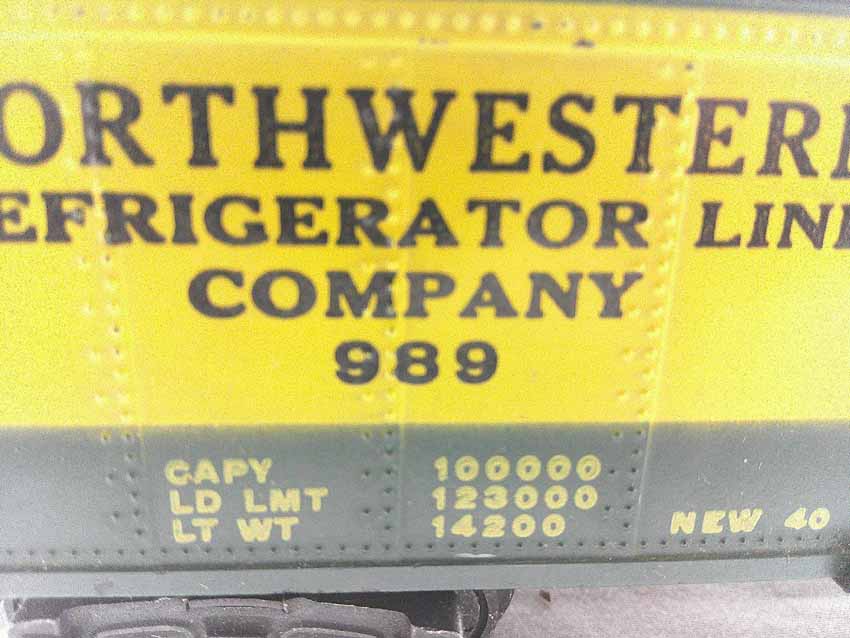 ORTHWESTER
EFRIGERATOR LIN
COMPANY
989
CAPY 100000
LD LMT 123000
LT WT 14200
NEW 40